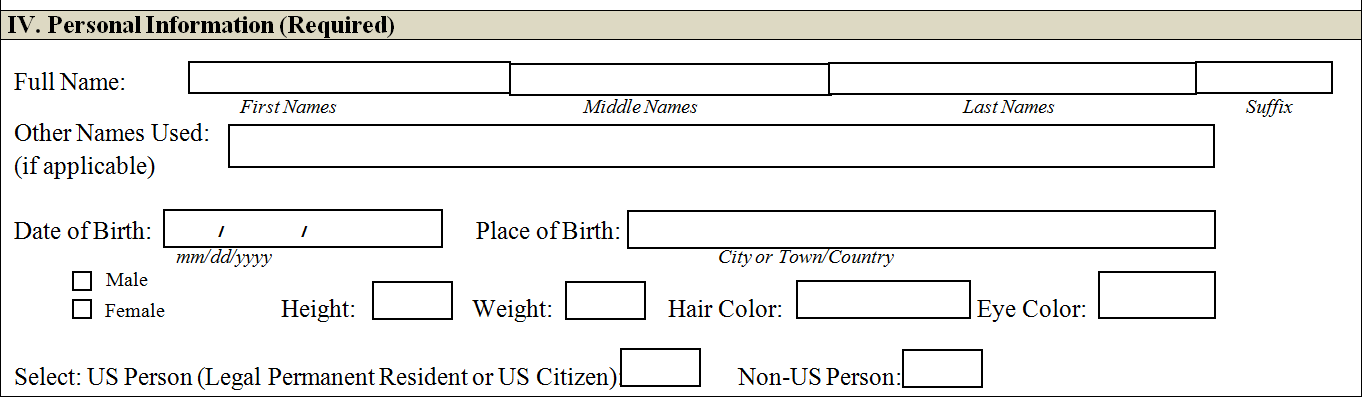 IV. Personal Information (Required)
Full Name:
First Names Middle Names Last Names Suffix
Other Names Used:
(if applicable)
Date of Birth: / / Place of Birth:
mm/dd/yyyy City or Town/Country
Male
Female Height: Weight: Hair Color: Eye Color:
Select: US Person (Legal Permanent Resident or US Citizen): Non-US Person: